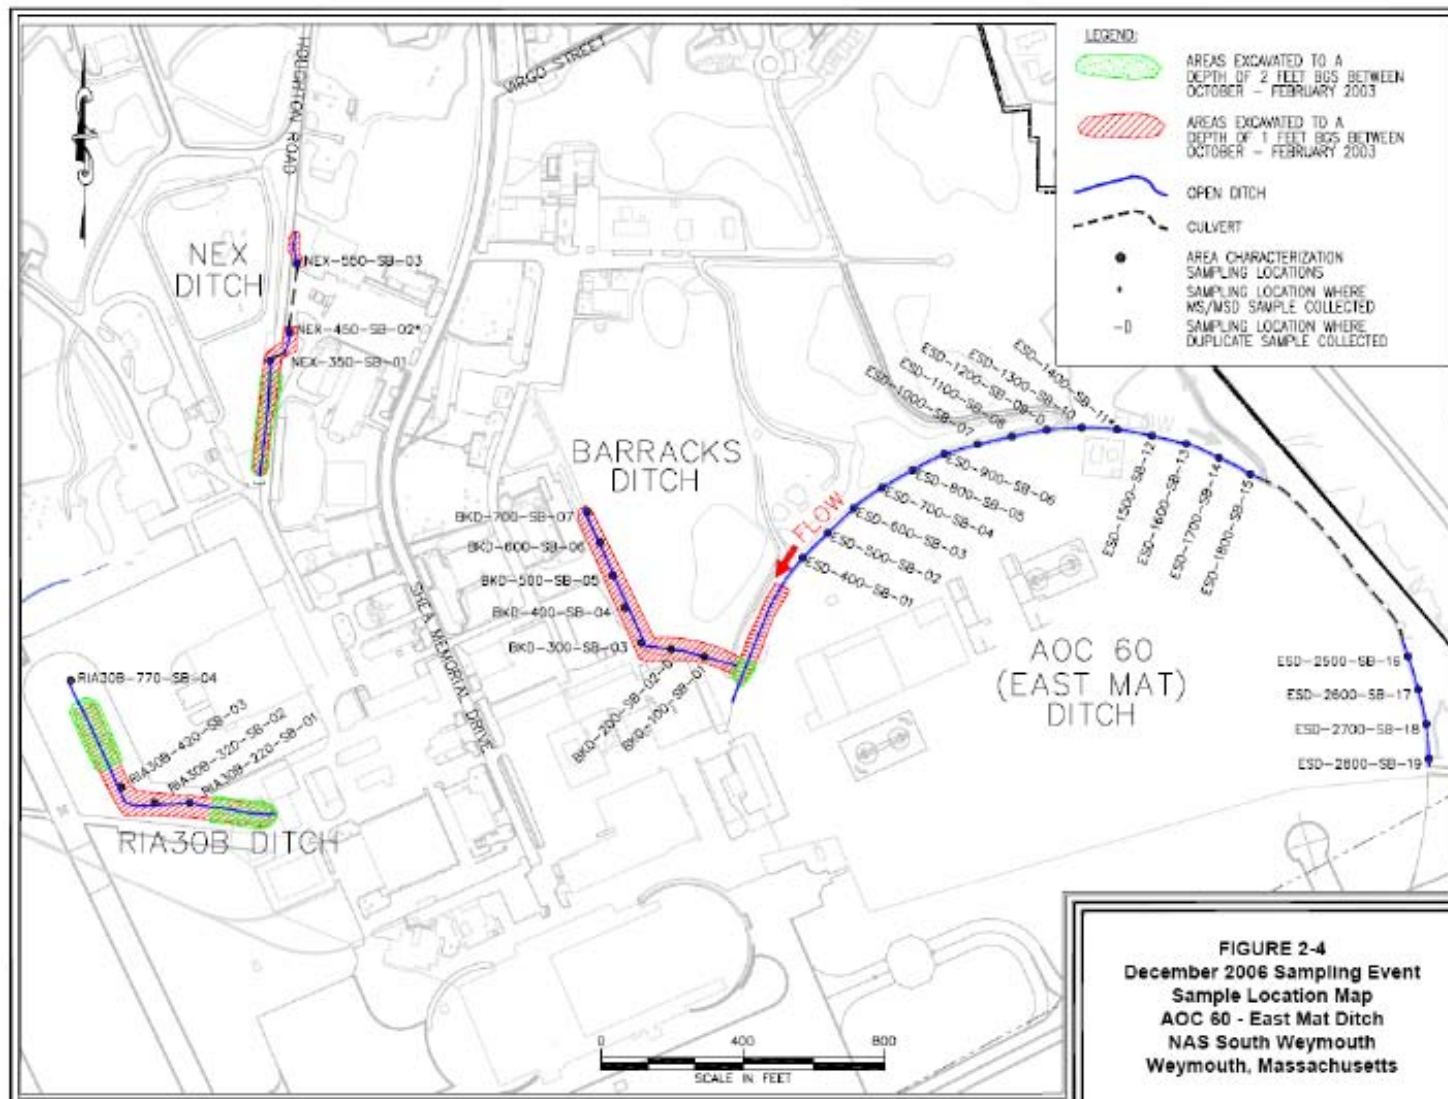 HOUGHTON ROAD
VIRGO STREET
LEGEND:
AREAS EXCAVATED TO A
DEPTH OF 2 FEET BGS BETWEEN
OCTOBER - FEBRUARY 2003
AREAS EXCAVATED TO A
DEPTH OF 1 FEET BGS BETWEEN
OCTOBER - FEBRUARY 2003
OPEN DITCH
CULVERT
AREA CHARACTERIZATION
SAMPLING LOCATIONS
* SAMPLING LOCATION WHERE
MS/MSD SAMPLE COLLECTED
-D SAMPLING LOCATION WHERE
DUPLICATE SAMPLE COLLECTED
NEX
DITCH
NEX-550-SB-03
NEX-450-SB-02*
NEX-350-SB-01
BARRACKS
DITCH
BKD-700-SB-07
BKD-600-SB-06
BKD-500-SB-05
BKD-400-SB-04
BKD-300-SB-03
BKD-200-SB-02-D
BKD-100-SB-01
SHEA MEMORIAL DRIVE
FLOW
ESD-1400-SB-11*
ESD-1300-SB-10
ESD-1200-SB-09-D
ESD-1100-SB-08
ESD-1000-SB-07
ESD-900-SB-06
ESD-800-SB-05
ESD-700-SB-04
ESD-600-SB-03
ESD-500-SB-02
ESD-400-SB-01
FLOW
ESD-1500-SB-12
ESD-1600-SB-13
ESD-1700-SB-14
ESD-1800-SB-15
AOC 60
(EAST MAT)
DITCH
ESD-2500-SB-16
ESD-2600-SB-17
ESD-2700-SB-18
ESD-2800-SB-19
RIA30B-770-SB-04
RIA30B-420-SB-03
RIA30B-320-SB-02
RIA30B-220-SB-01
RIA30B DITCH
0 400 800
SCALE IN FEET
FIGURE 2-4
December 2006 Sampling Event
Sample Location Map
AOC 60 - East Mat Ditch
NAS South Weymouth
Weymouth, Massachusetts